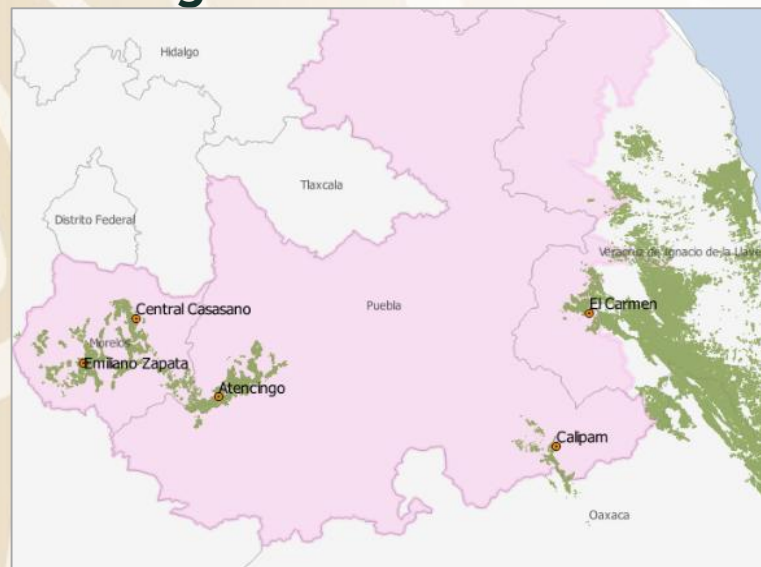 Hidalgo
Tlaxcala
Distrito Federal
Veracruz de Ignacio de la Llave
Central Casasano
Puebla
El Carmen
Morelos
Emiliano Zapata
Atencingo
Calipam
Oaxaca